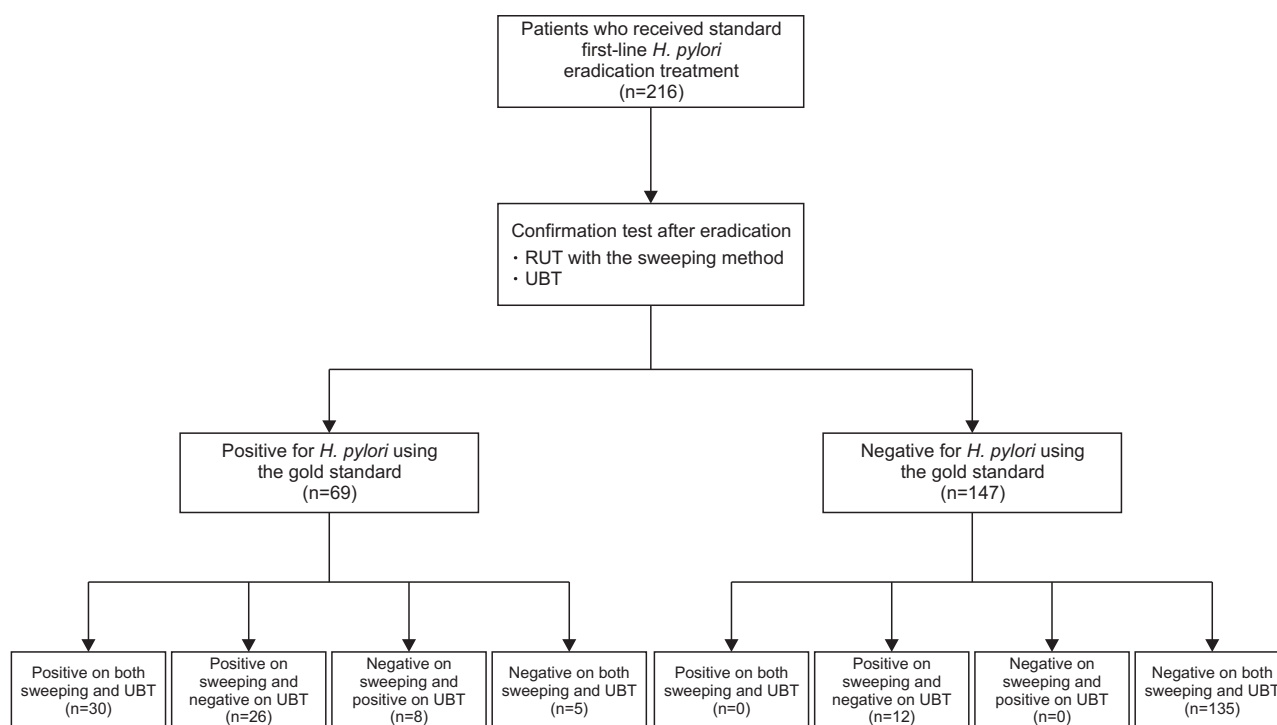 Patients who received standard
first-line H. pylori
eradication treatment
(n=216)
Confirmation test after eradication
· RUT with the sweeping method
· UBT
Positive for H. pylori using
the gold standard
(n=69)
Negative for H. pylori using
the gold standard
(n=147)
Positive on both
sweeping and UBT
(n=30)
Positive on
sweeping and
negative on UBT
(n=26)
Negative on
sweeping and
positive on UBT
(n=8)
Negative on both
sweeping and UBT
(n=5)
Positive on both
sweeping and UBT
(n=0)
Positive on
sweeping and
negative on UBT
(n=12)
Negative on
sweeping and
positive on UBT
(n=0)
Negative on both
sweeping and UBT
(n=135)